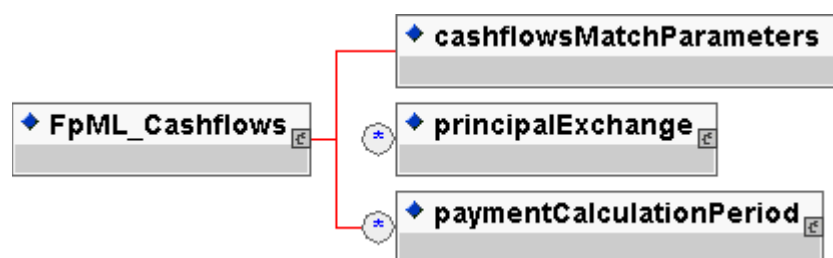 cashflowsMatchParameters
FpML_Cashflows
* principalExchange
* paymentCalculationPeriod